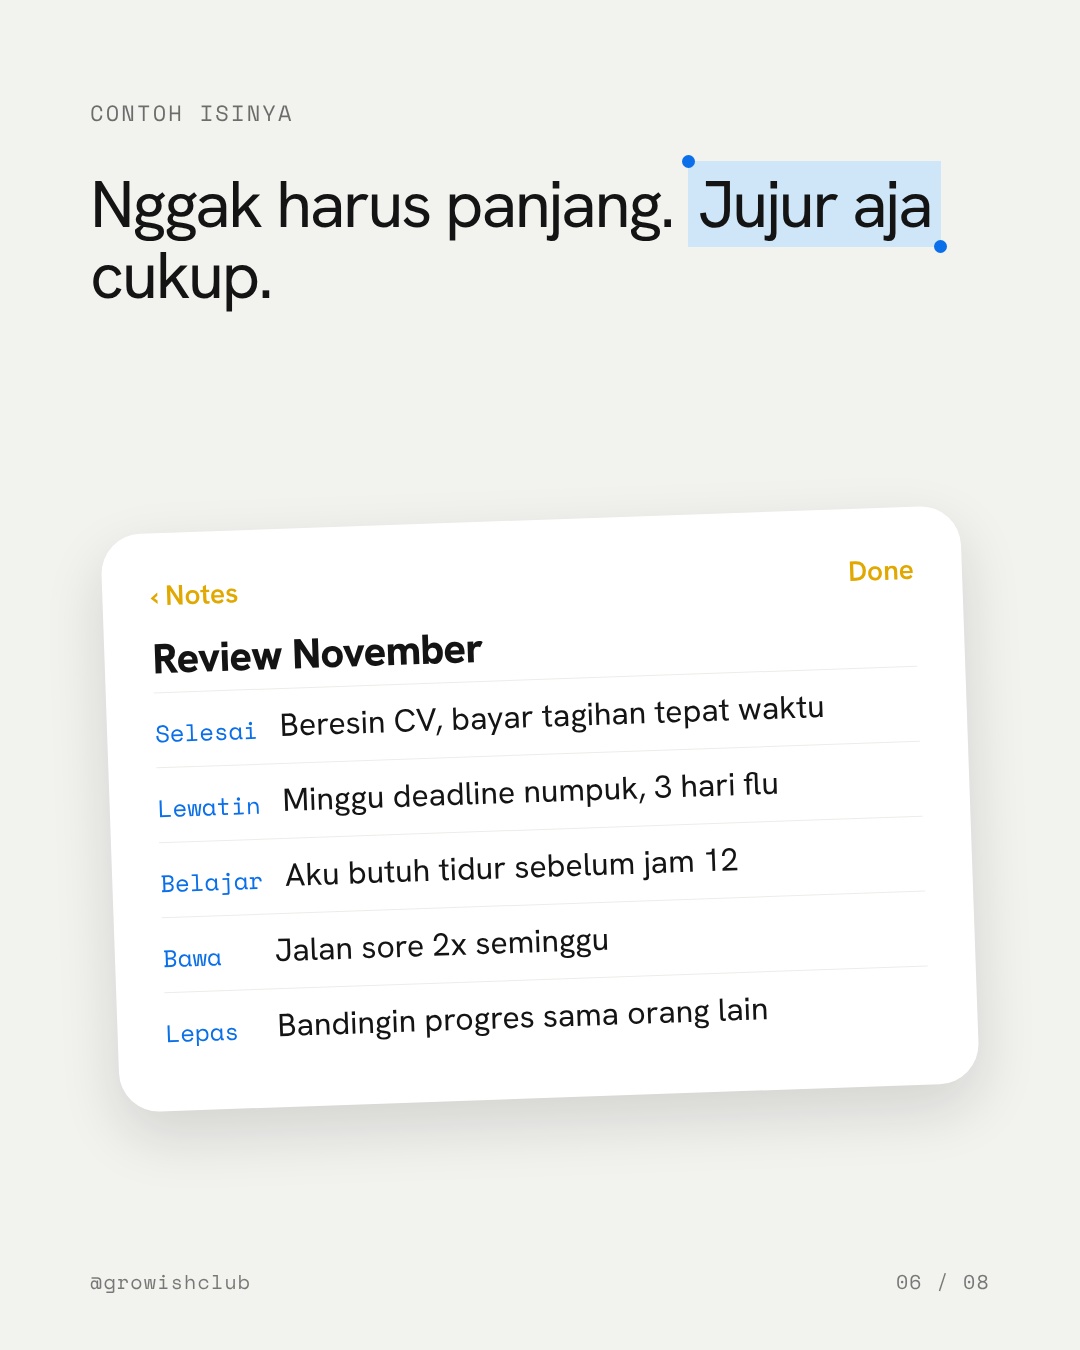 CONTOH ISINYA
Nggak harus panjang. Jujur aja
cukup.
‹ Notes
Done
Review November
Selesai Beresin CV, bayar tagihan tepat waktu
Lewatin Minggu deadline numpuk, 3 hari flu
Belajar Aku butuh tidur sebelum jam 12
Bawa Jalan sore 2x seminggu
Lepas Bandingin progres sama orang lain
@growishclub
06 / 08